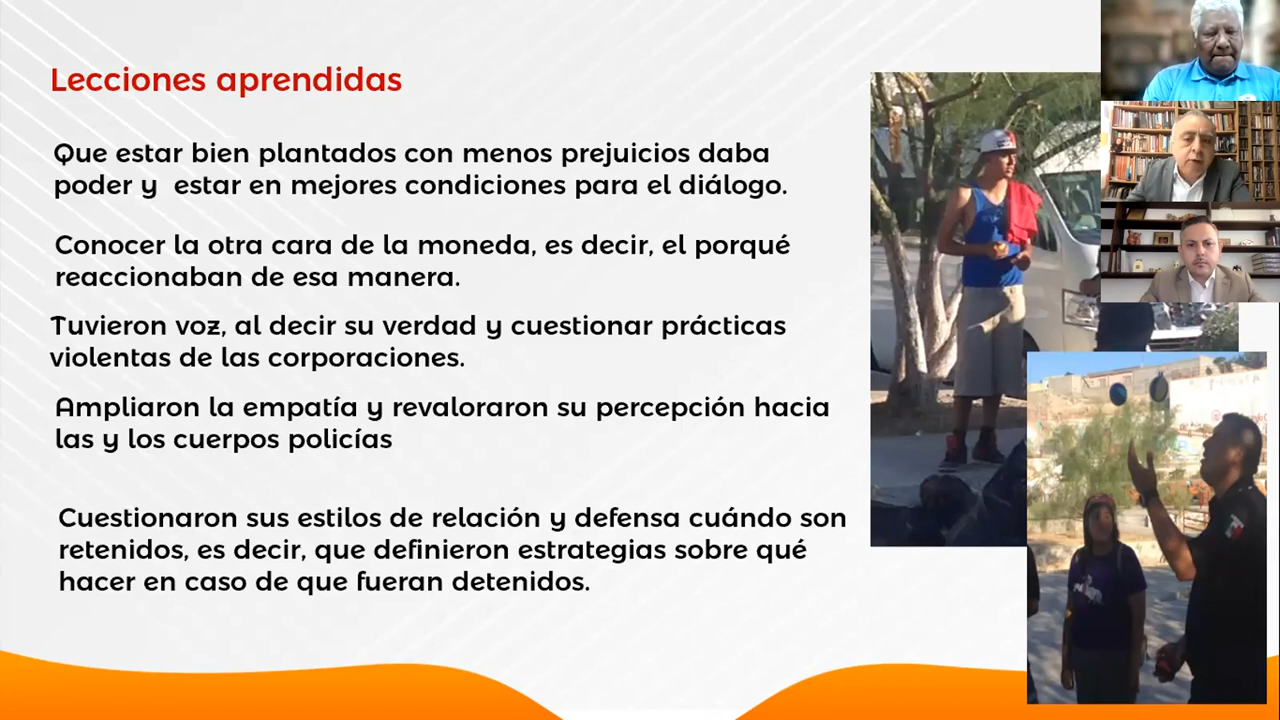 Lecciones aprendidas
Que estar bien plantados con menos prejuicios daba
poder y estar en mejores condiciones para el diálogo.
Conocer la otra cara de la moneda, es decir, el porqué
reaccionaban de esa manera.
Tuvieron voz, al decir su verdad y cuestionar prácticas
violentas de las corporaciones.
Ampliaron la empatía y revaloraron su percepción hacia
las y los cuerpos policías
Cuestionaron sus estilos de relación y defensa cuándo son
retenidos, es decir, que definieron estrategias sobre qué
hacer en caso de que fueran detenidos.